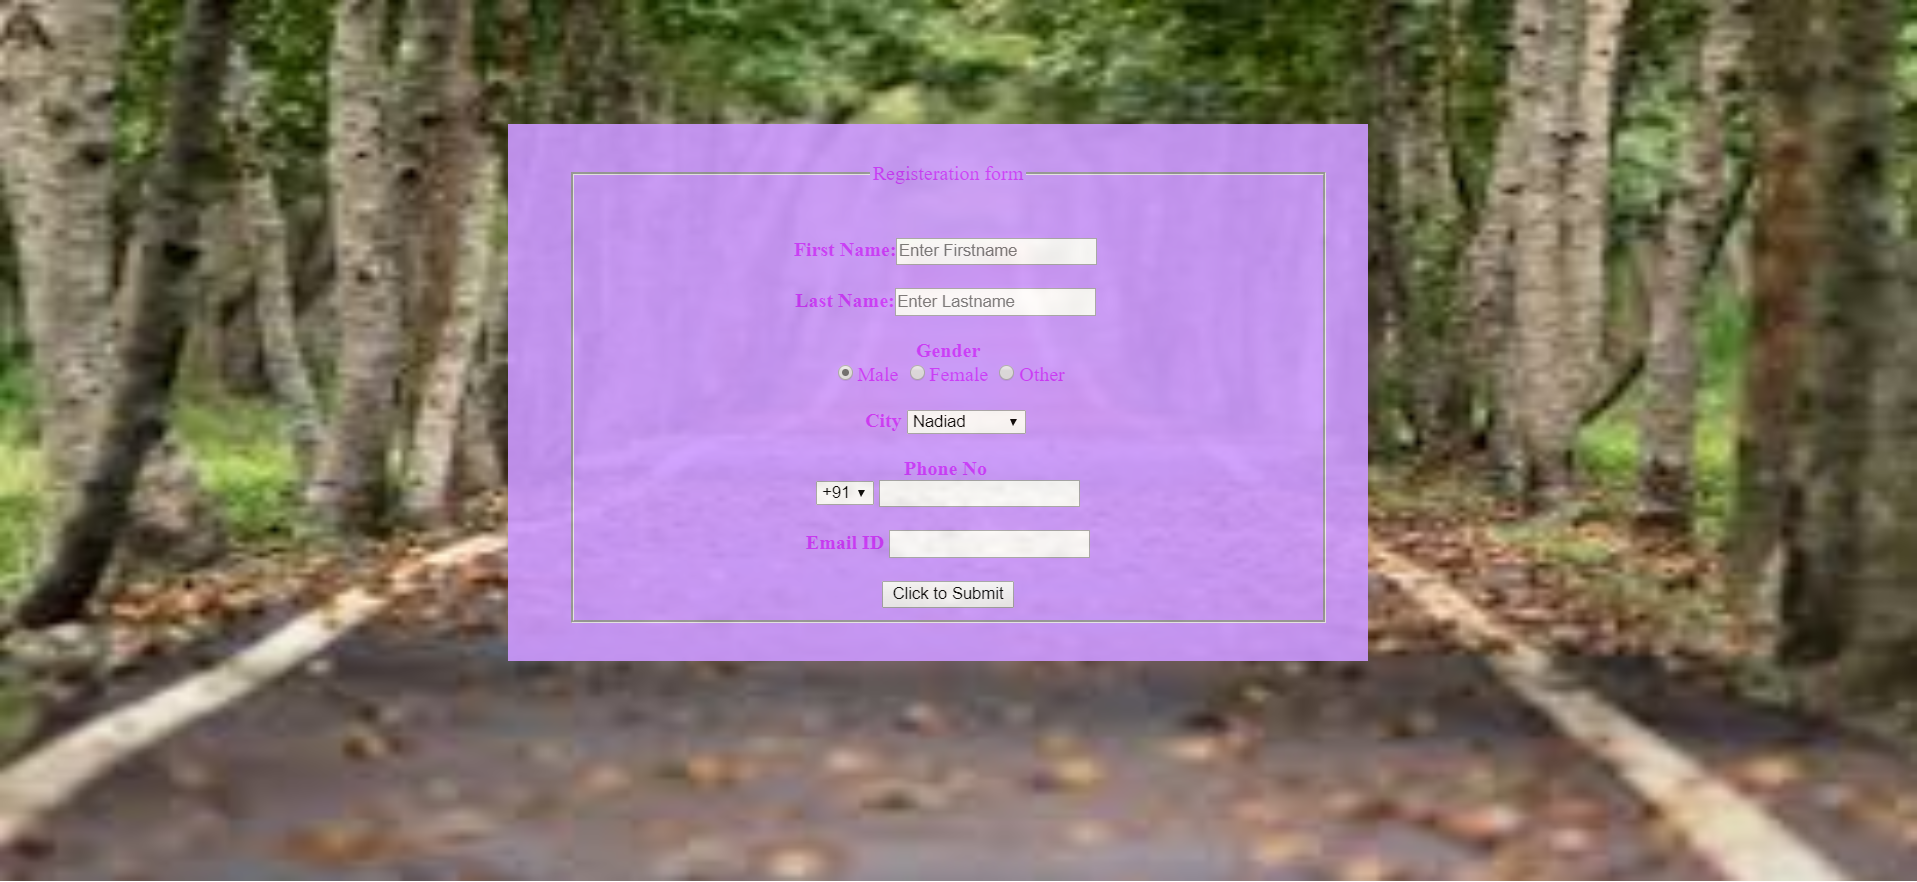 Registeration form
First Name: Enter Firstname
Last Name: Enter Lastname
Gender
Male Female Other
City Nadiad
Phone No
+91
Email ID
Click to Submit